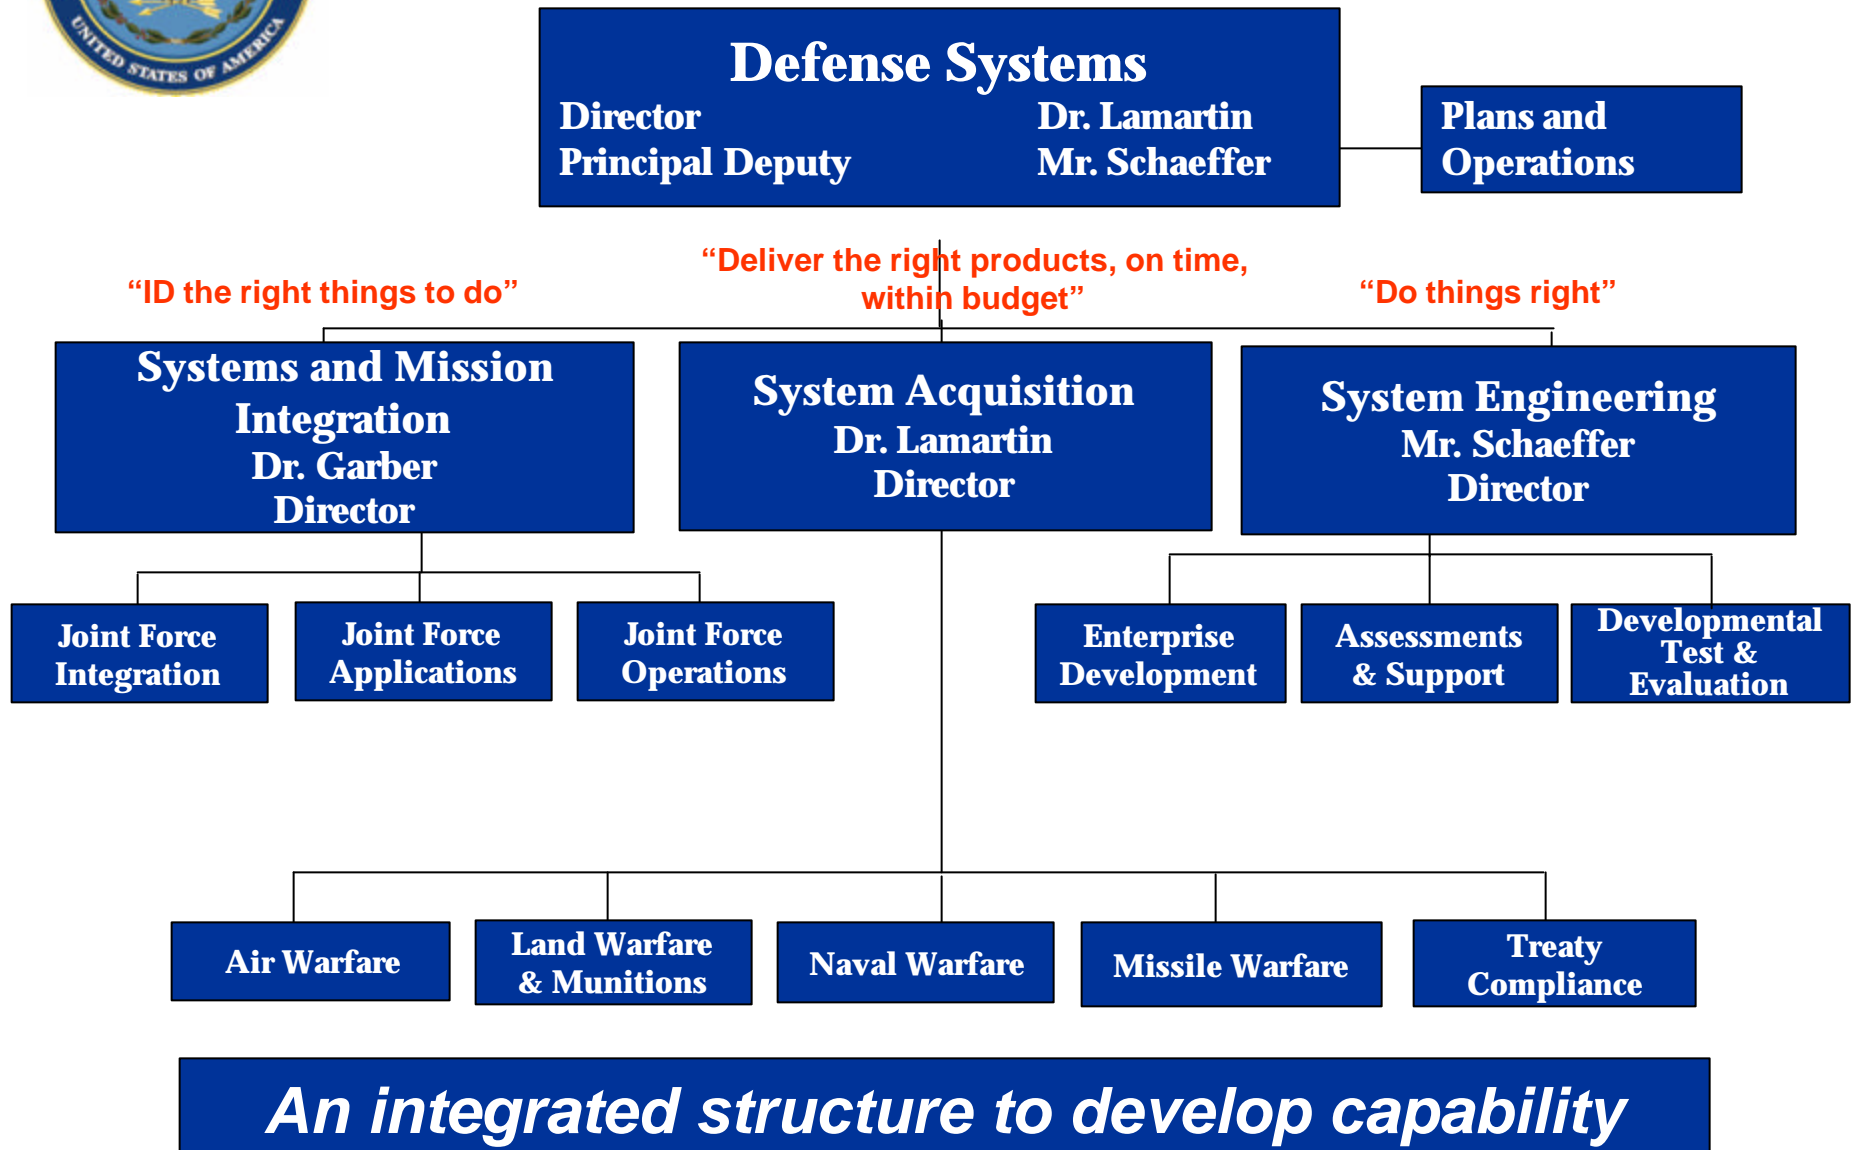 UNITED STATES OF AMERICA
Defense Systems
Director Dr. Lamartin
Principal Deputy Mr. Schaeffer
Plans and
Operations
“Deliver the right products, on time,
within budget”
“ID the right things to do”
“Do things right”
Systems and Mission
Integration
Dr. Garber
Director
System Acquisition
Dr. Lamartin
Director
System Engineering
Mr. Schaeffer
Director
Joint Force
Integration
Joint Force
Applications
Joint Force
Operations
Enterprise
Development
Assessments
& Support
Developmental
Test &
Evaluation
Air Warfare
Land Warfare
& Munitions
Naval Warfare
Missile Warfare
Treaty
Compliance
An integrated structure to develop capability